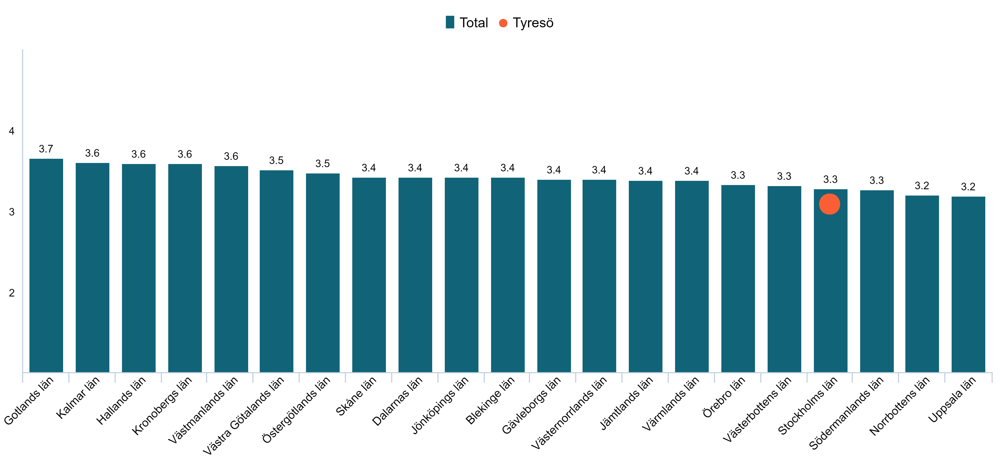 Total Tyresö
4
3
2
3.7 3.6 3.6 3.6 3.6 3.5 3.5 3.4 3.4 3.4 3.4 3.4 3.4 3.4 3.4 3.3 3.3 3.3 3.3 3.2 3.2
Gotlands län
Kalmar län
Hallands län
Kronobergs län
Västmanlands län
Västra Götalands län
Östergötlands län
Skåne län
Dalarnas län
Jönköpings län
Blekinge län
Gävleborgs län
Västernorrlands län
Jämtlands län
Värmlands län
Örebro län
Västerbottens län
Stockholms län
Södermanlands län
Norrbottens län
Uppsala län